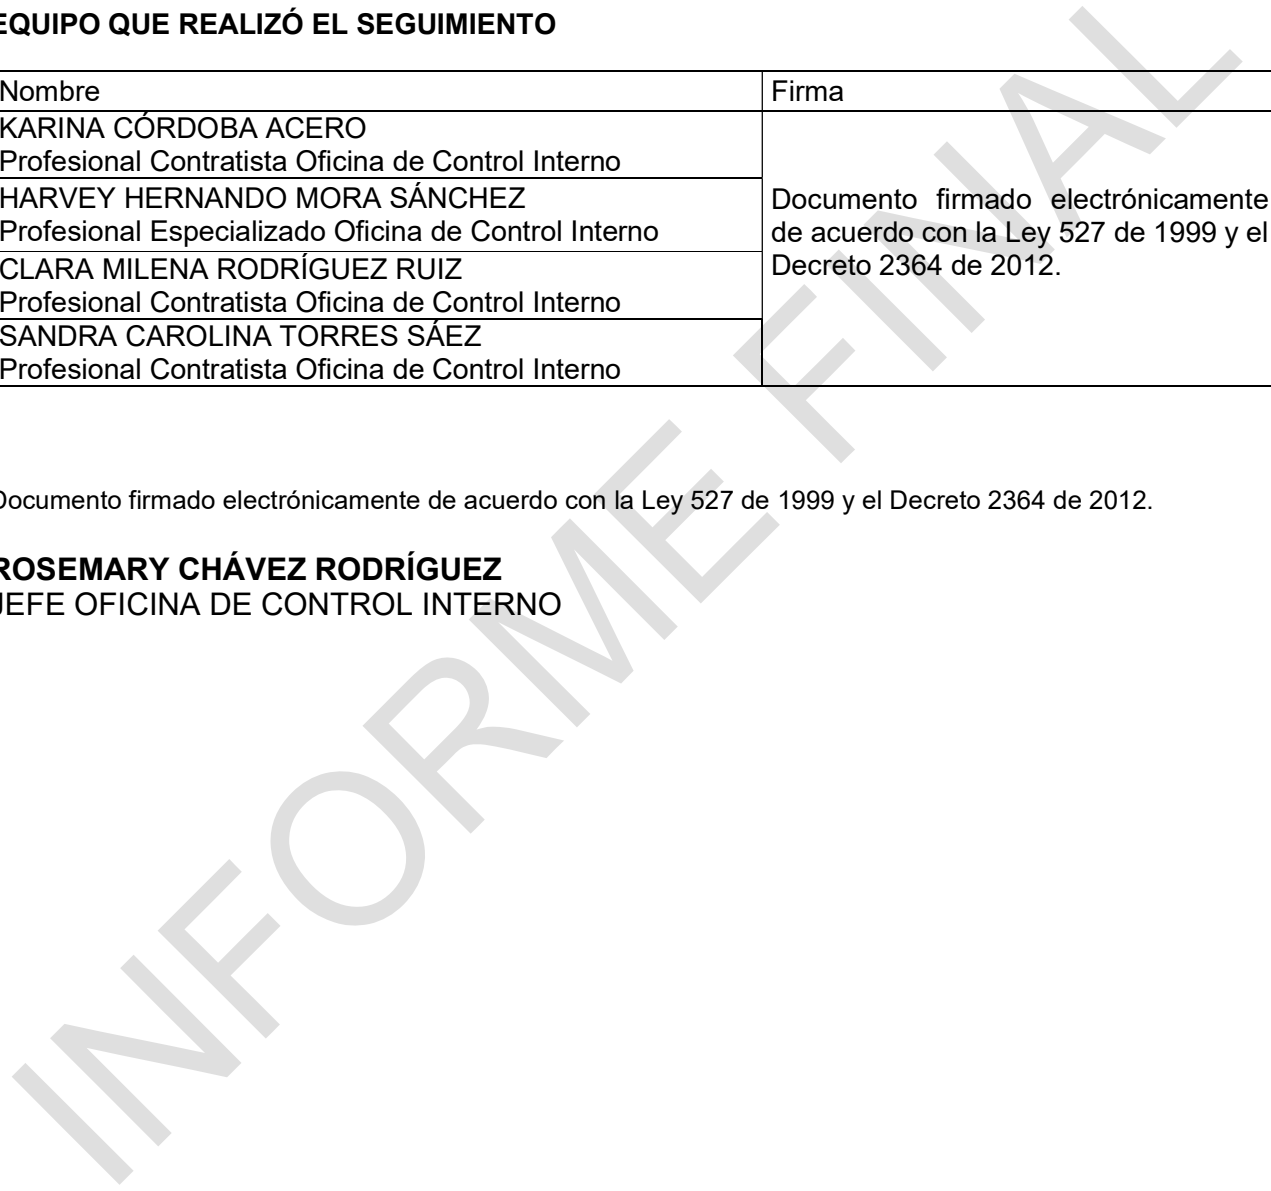 EQUIPO QUE REALIZÓ EL SEGUIMIENTO
Nombre
Firma
KARINA CÓRDOBA ACERO
Profesional Contratista Oficina de Control Interno
HARVEY HERNANDO MORA SÁNCHEZ
Profesional Especializado Oficina de Control Interno
CLARA MILENA RODRÍGUEZ RUIZ
Profesional Contratista Oficina de Control Interno
SANDRA CAROLINA TORRES SÁEZ
Profesional Contratista Oficina de Control Interno
Documento firmado electrónicamente
de acuerdo con la Ley 527 de 1999 y el
Decreto 2364 de 2012.
Documento firmado electrónicamente de acuerdo con la Ley 527 de 1999 y el Decreto 2364 de 2012.
ROSEMARY CHÁVEZ RODRÍGUEZ
JEFE OFICINA DE CONTROL INTERNO
INFORME FINAL